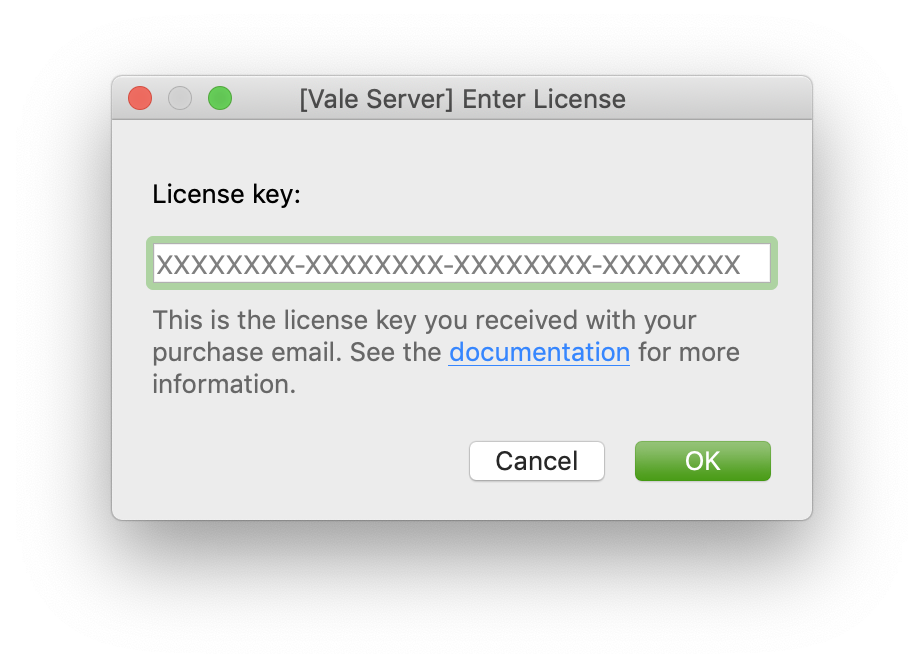 [Vale Server] Enter License
License key:
XXXXXXXX-XXXXXXXX-XXXXXXXX-XXXXXXXX
This is the license key you received with your
purchase email. See the documentation for more
information.
Cancel
OK